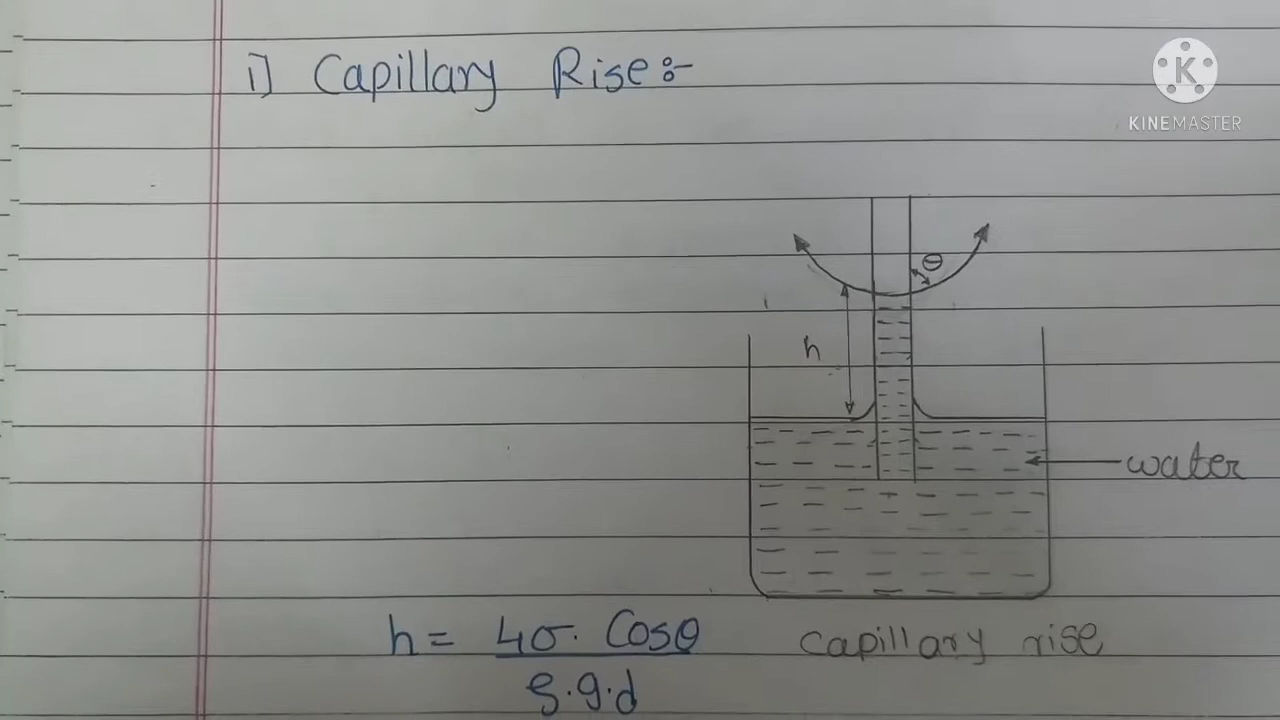 i] Capillary Rise:-
K
KINEMASTER
θ
h
water
h = 4σ. Cosθ
ρ.g.d
capillary rise